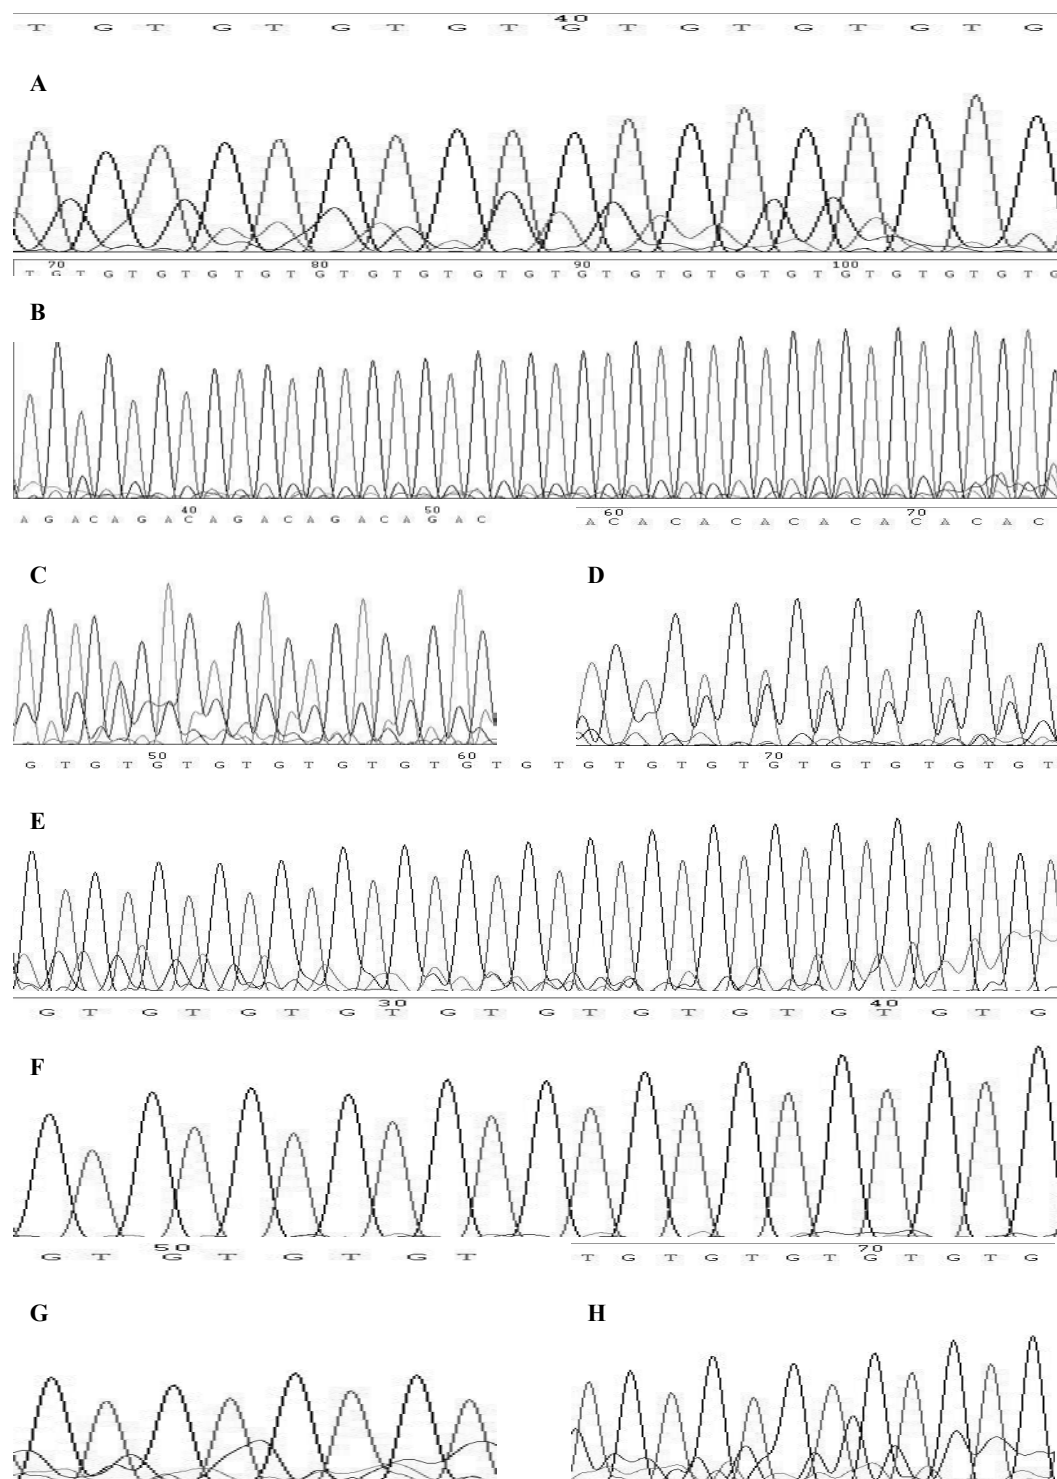 40
T G T G T G T G T G T G T G T G T G
A
70 80 90 100
T G T G T G T G T G T G T G T G T G T G T G T G T G T G T G T G T G T G T G T G
B
40 50
A G A C A G A C A G A C A G A C A G A C
60 70
A C A C A C A C A C A C A C A C
C D
50 60 70
G T G T G T G T G T G T G T G T G T G T G T G T G T G T G T G T G T
E
30 40
G T G T G T G T G T G T G T G T G T G T G
F
50
G T G T G T G T
70
T G T G T G T G T G T G
G H